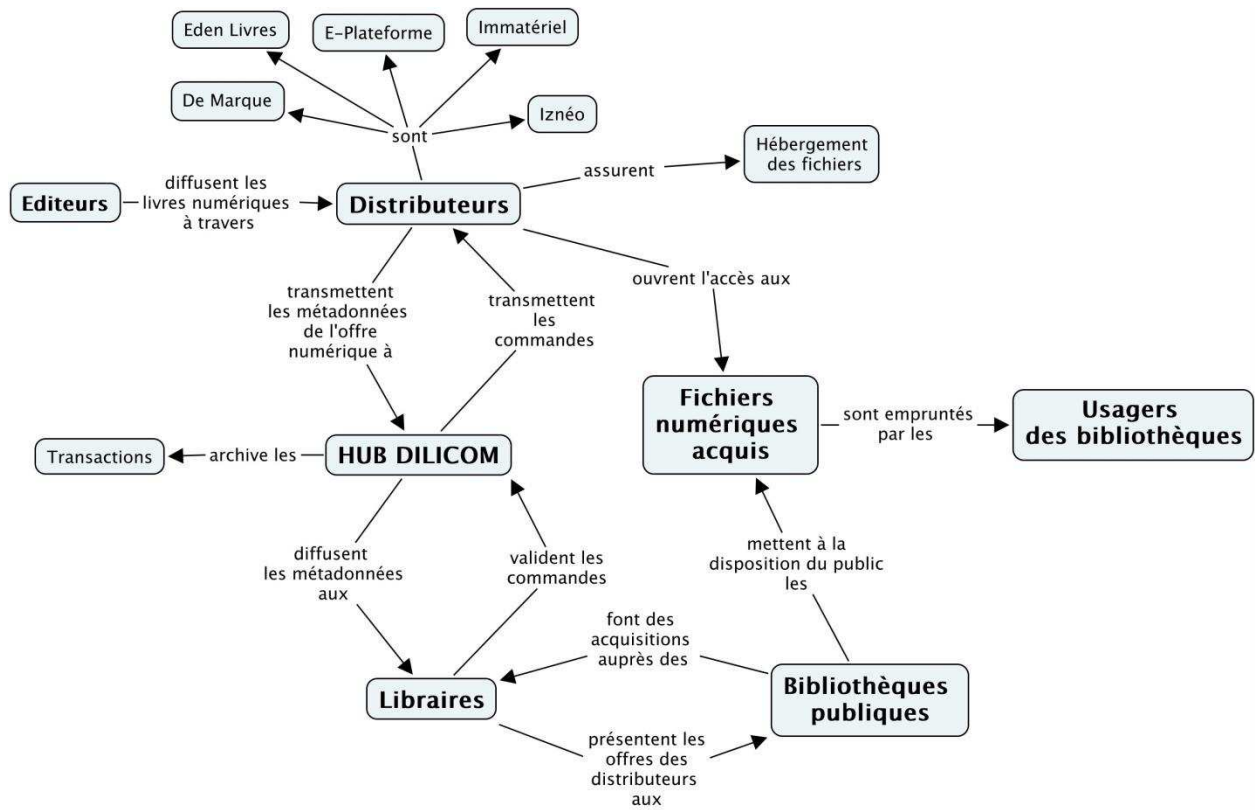 Eden Livres
E-Plateforme
Immatériel
De Marque
Iznéo
sont
Hébergement
des fichiers
assurent
Editeurs
diffusent les
livres numériques
à travers
Distributeurs
ouvrent l'accès aux
transmettent
les métadonnées
de l'offre
numérique à
transmettent
les
commandes
Fichiers
numériques
acquis
sont empruntés
par les
Usagers
des bibliothèques
Transactions
archive les
HUB DILICOM
diffusent
les métadonnées
aux
valident les
commandes
mettent à la
disposition du public
les
font des
acquisitions
auprès des
Libraires
Bibliothèques
publiques
présentent les
offres des
distributeurs aux
aux